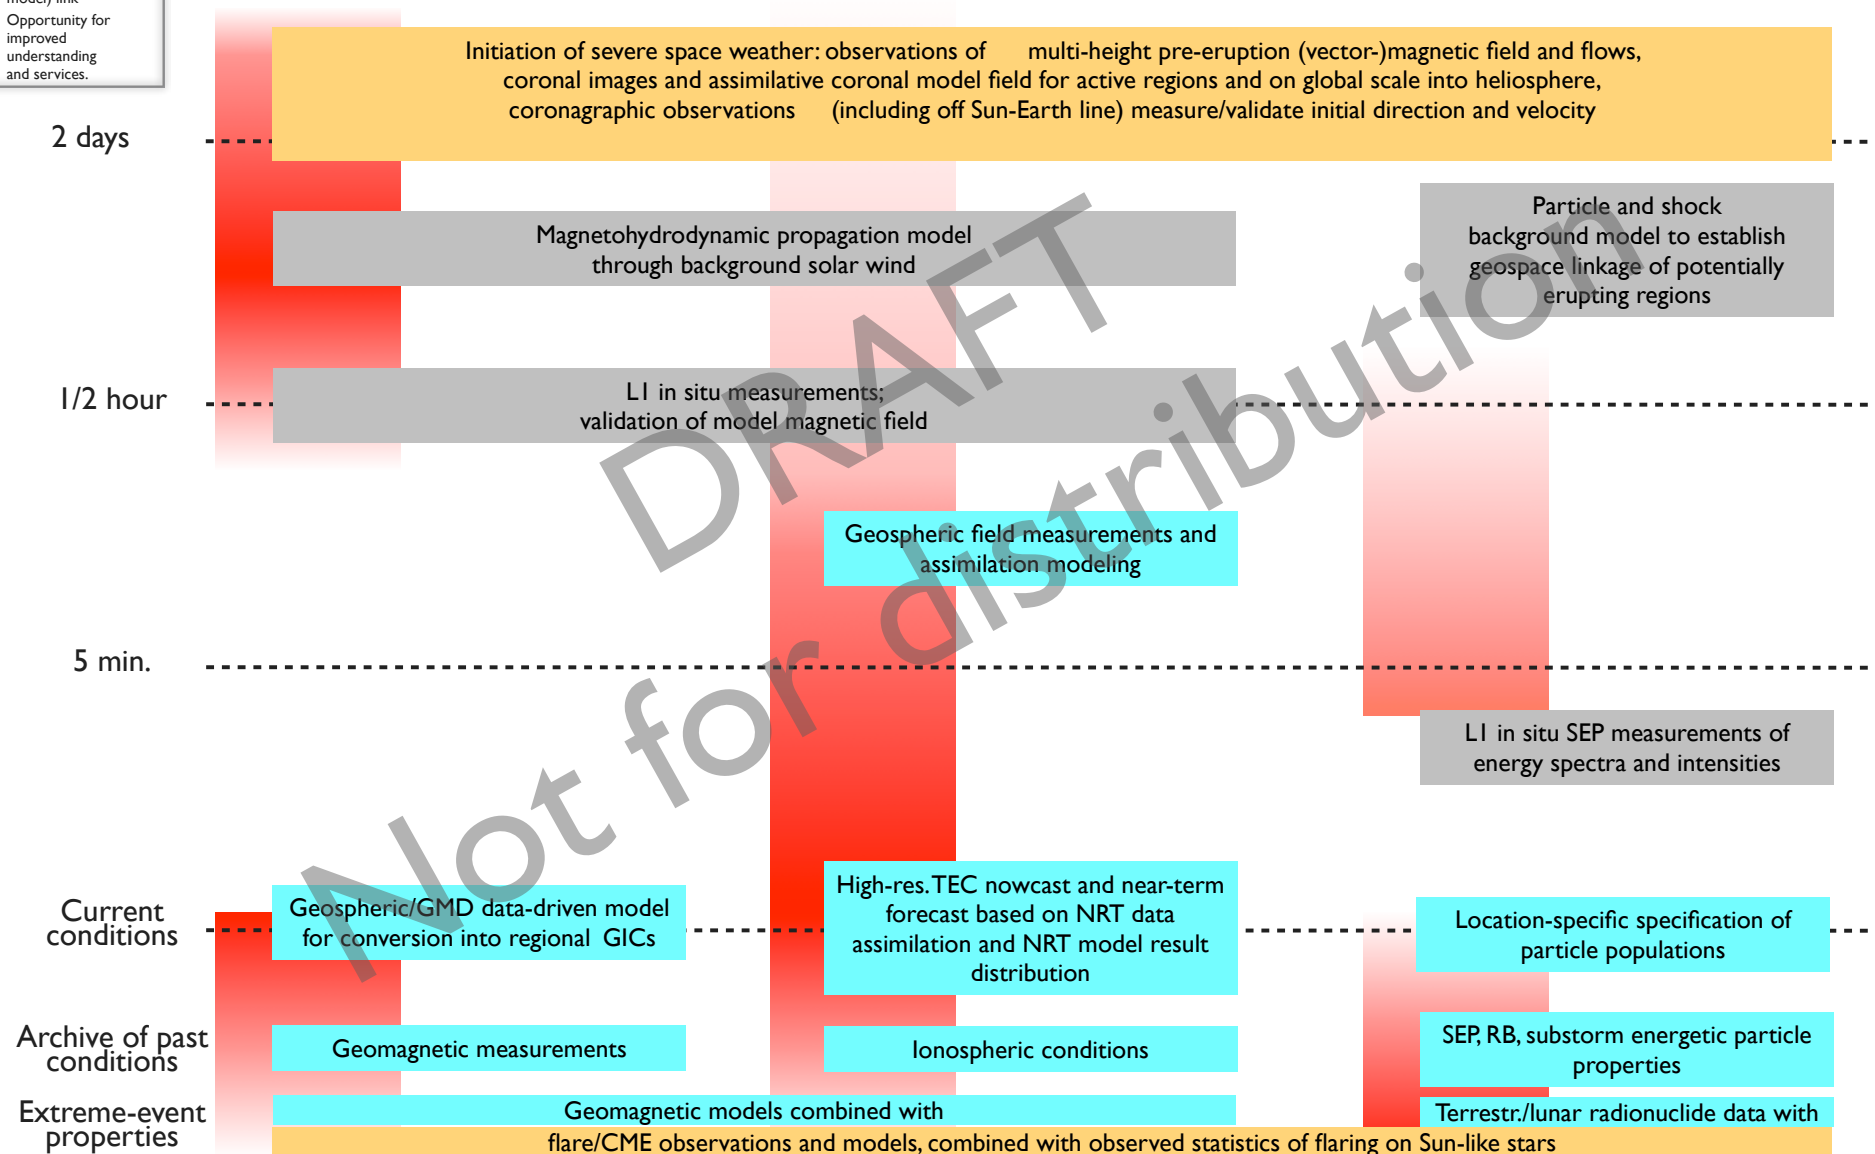 model) link
Opportunity for
improved
understanding
and services.
Initiation of severe space weather: observations of multi-height pre-eruption (vector-)magnetic field and flows,
coronal images and assimilative coronal model field for active regions and on global scale into heliosphere,
coronagraphic observations (including off Sun-Earth line) measure/validate initial direction and velocity
2 days
Magnetohydrodynamic propagation model
through background solar wind
Particle and shock
background model to establish
geospace linkage of potentially
erupting regions
1/2 hour
L1 in situ measurements;
validation of model magnetic field
DRAFT
Not for distribution
Geospheric field measurements and
assimilation modeling
5 min.
L1 in situ SEP measurements of
energy spectra and intensities
Current
conditions
Geospheric/GMD data-driven model
for conversion into regional GICs
High-res. TEC nowcast and near-term
forecast based on NRT data
assimilation and NRT model result
distribution
Location-specific specification of
particle populations
Archive of past
conditions
Geomagnetic measurements
Ionospheric conditions
SEP, RB, substorm energetic particle
properties
Extreme-event
properties
Geomagnetic models combined with
Terrestr./lunar radionuclide data with
flare/CME observations and models, combined with observed statistics of flaring on Sun-like stars